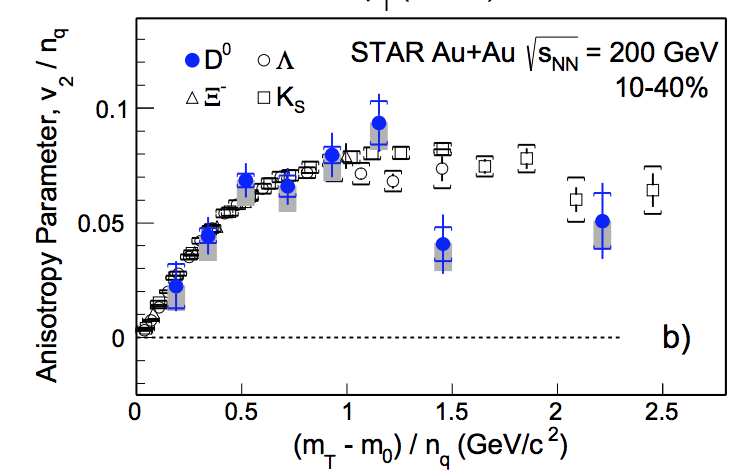 STAR Au+Au √sNN = 200 GeV
10-40%
D⁰
Λ
Ξ⁻
KS
Anisotropy Parameter, v2 / nq
0.1
0.05
0
b)
0 0.5 1 1.5 2 2.5
(mT - m0) / nq (GeV/c²)